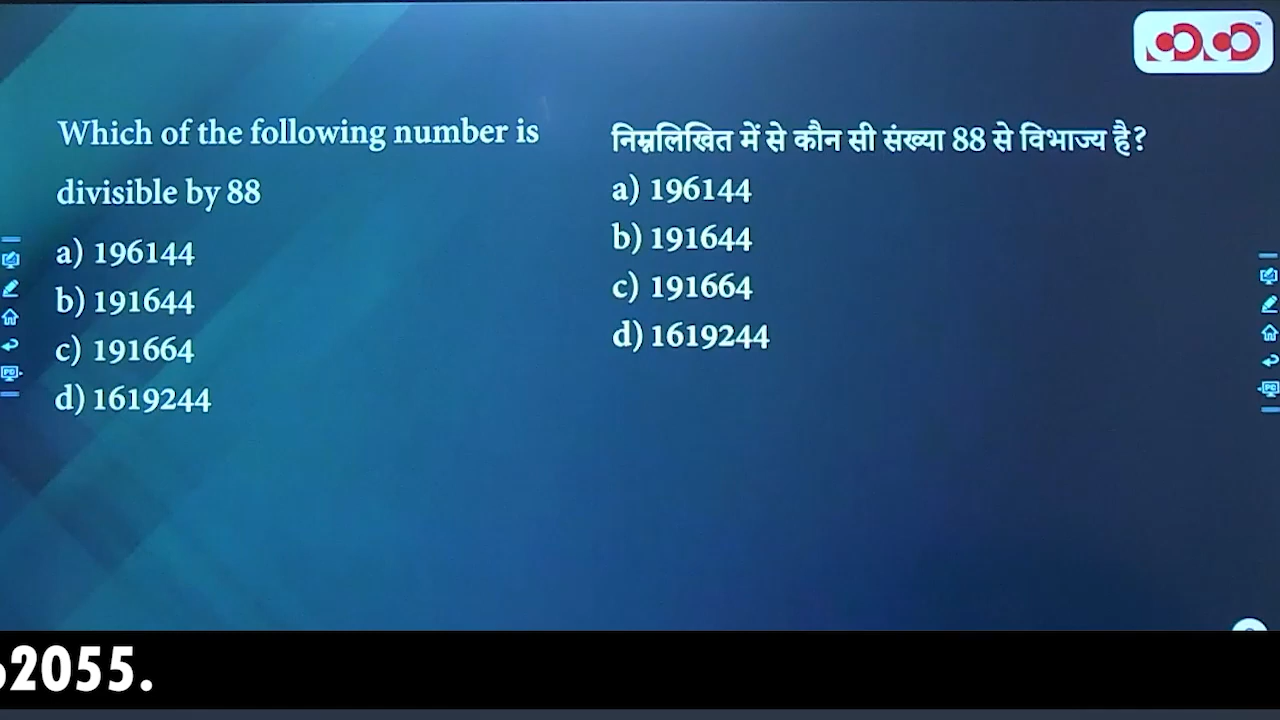 Which of the following number is
divisible by 88
a) 196144
b) 191644
c) 191664
d) 1619244
निम्नलिखित में से कौन सी संख्या 88 से विभाज्य है?
a) 196144
b) 191644
c) 191664
d) 1619244
2055.